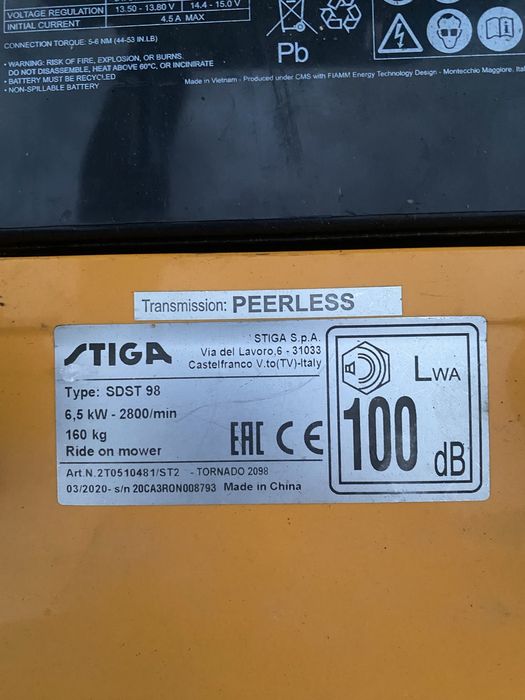 VOLTAGE REGULATION 13.50 - 13.80 V 14.4 - 15.0 V
INITIAL CURRENT 4.5 A MAX
CONNECTION TORQUE: 5-6 NM (44-53 IN.LB)
• WARNING: RISK OF FIRE, EXPLOSION, OR BURNS.
DO NOT DISASSEMBLE, HEAT ABOVE 60°C, OR INCINIRATE
• BATTERY MUST BE RECYCLED
• NON-SPILLABLE BATTERY
Pb
Made in Vietnam - Produced under CMS with FIAMM Energy Technology Design - Montecchio Maggiore, Ital
Transmission: PEERLESS
STIGA
STIGA S.p.A.
Via del Lavoro,6 - 31033
Castelfranco V.to(TV)-Italy
Type: SDST 98
6,5 kW - 2800/min
160 kg
Ride on mower
EAC CE
Art.N.2T0510481/ST2 - TORNADO 2098
03/2020- s/n 20CA3RON008793 Made in China
LWA
100 dB